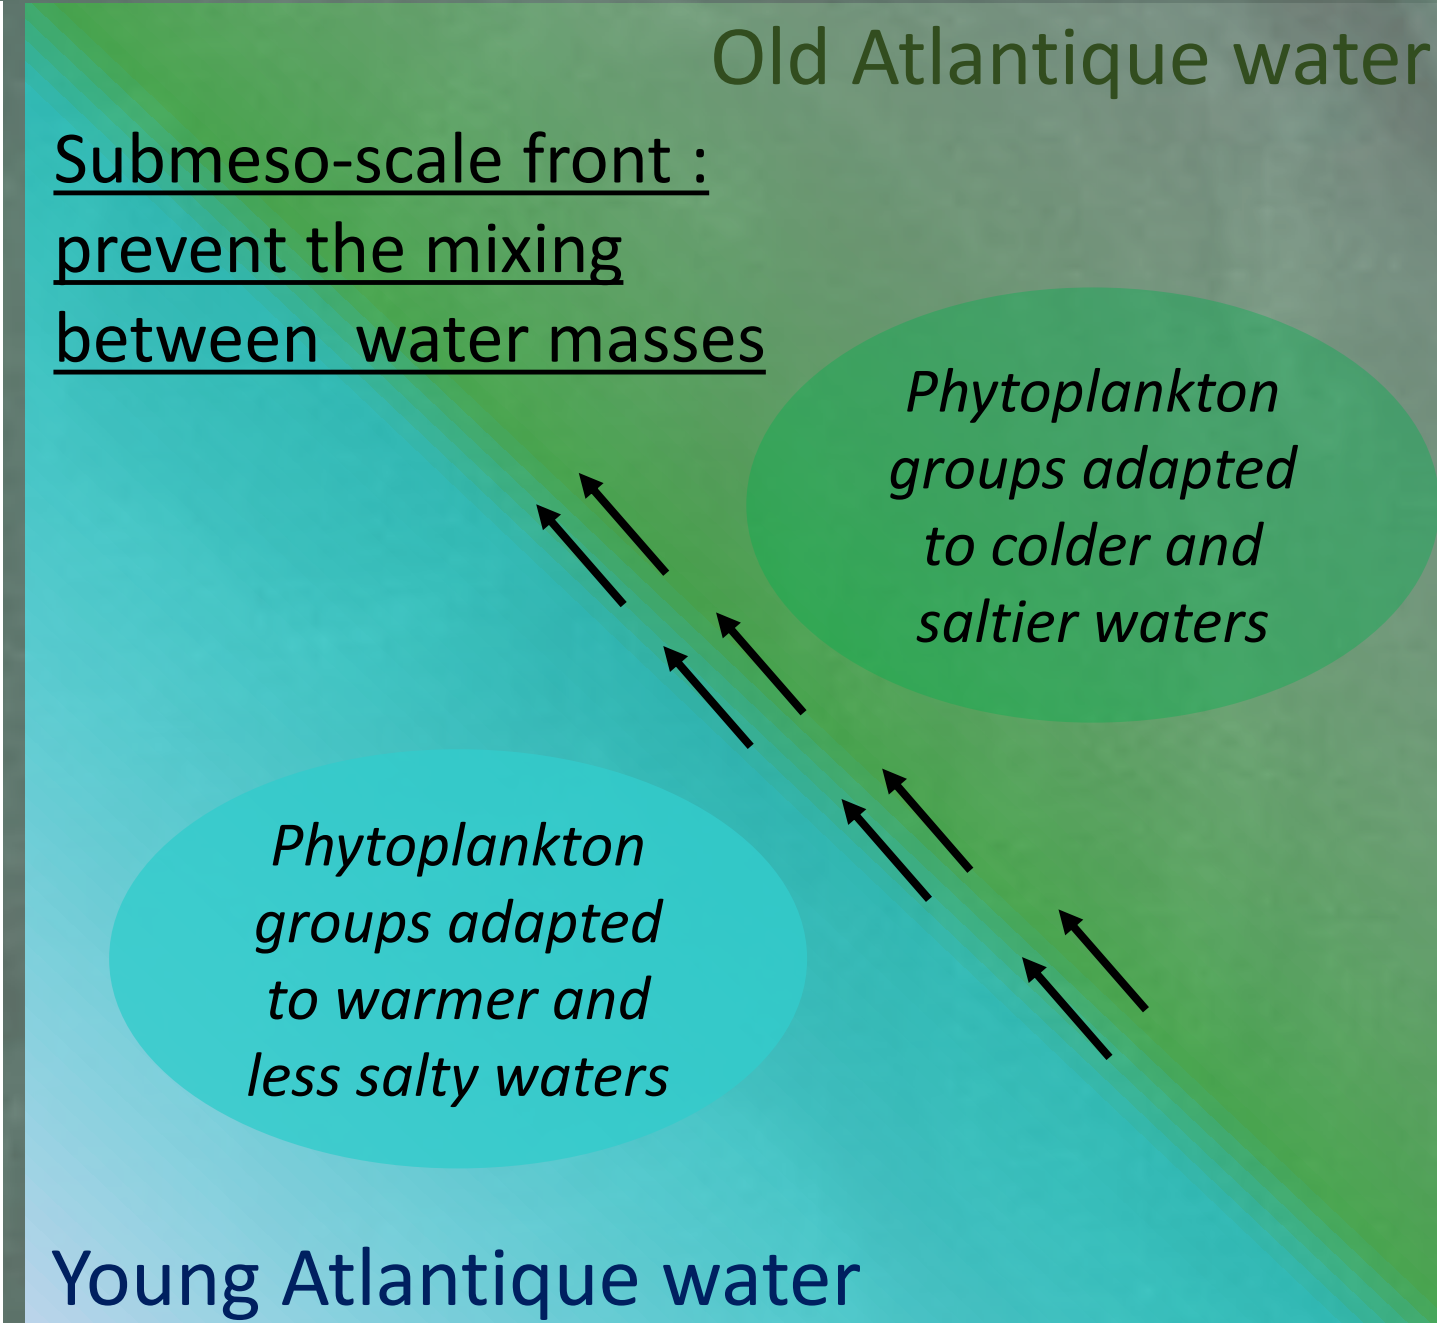 Old Atlantique water
Submeso-scale front :
prevent the mixing
between  water masses
Phytoplankton
groups adapted
to colder and
saltier waters
Phytoplankton
groups adapted
to warmer and
less salty waters
Young Atlantique water